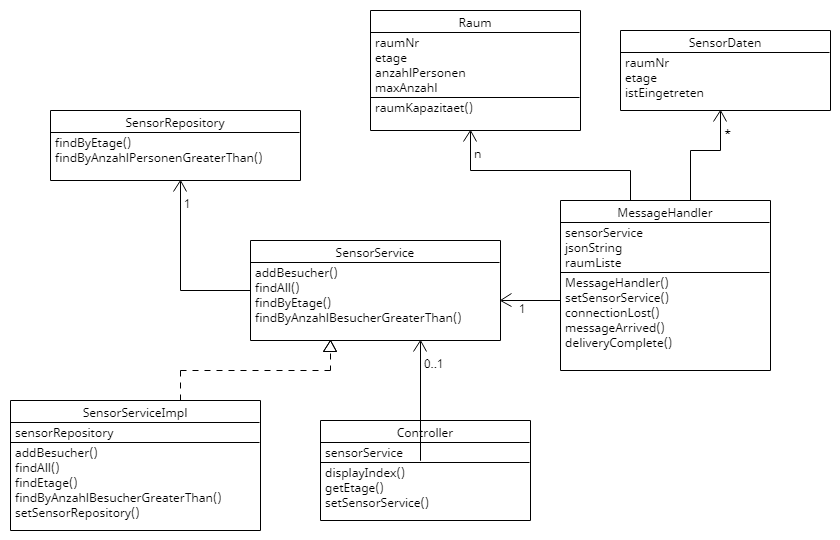 Raum
raumNr
etage
anzahlPersonen
maxAnzahl
raumKapazitaet()
n
SensorDaten
raumNr
etage
istEingetreten
*
SensorRepository
findByEtage()
findByAnzahlPersonenGreaterThan()
1
MessageHandler
sensorService
jsonString
raumListe
MessageHandler()
setSensorService()
connectionLost()
messageArrived()
deliveryComplete()
1
SensorService
addBesucher()
findAll()
findByEtage()
findByAnzahlBesucherGreaterThan()
0..1
SensorServiceImpl
sensorRepository
addBesucher()
findAll()
findEtage()
findByAnzahlBesucherGreaterThan()
setSensorRepository()
Controller
sensorService
displayIndex()
getEtage()
setSensorService()